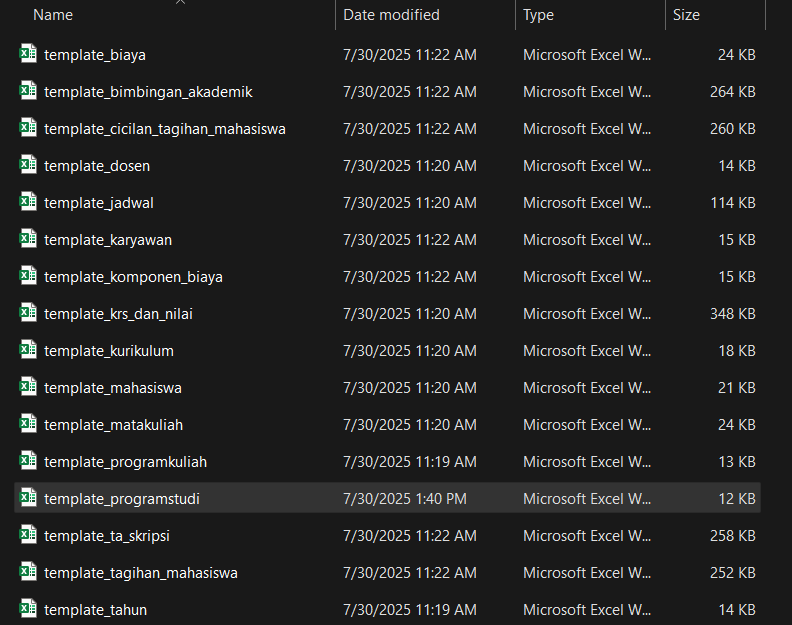 Name Date modified Type Size
template_biaya 7/30/2025 11:22 AM Microsoft Excel W... 24 KB
template_bimbingan_akademik 7/30/2025 11:22 AM Microsoft Excel W... 264 KB
template_cicilan_tagihan_mahasiswa 7/30/2025 11:22 AM Microsoft Excel W... 260 KB
template_dosen 7/30/2025 11:20 AM Microsoft Excel W... 14 KB
template_jadwal 7/30/2025 11:20 AM Microsoft Excel W... 114 KB
template_karyawan 7/30/2025 11:22 AM Microsoft Excel W... 15 KB
template_komponen_biaya 7/30/2025 11:22 AM Microsoft Excel W... 15 KB
template_krs_dan_nilai 7/30/2025 11:20 AM Microsoft Excel W... 348 KB
template_kurikulum 7/30/2025 11:20 AM Microsoft Excel W... 18 KB
template_mahasiswa 7/30/2025 11:20 AM Microsoft Excel W... 21 KB
template_matakuliah 7/30/2025 11:20 AM Microsoft Excel W... 24 KB
template_programkuliah 7/30/2025 11:19 AM Microsoft Excel W... 13 KB
template_programstudi 7/30/2025 1:40 PM Microsoft Excel W... 12 KB
template_ta_skripsi 7/30/2025 11:22 AM Microsoft Excel W... 258 KB
template_tagihan_mahasiswa 7/30/2025 11:22 AM Microsoft Excel W... 252 KB
template_tahun 7/30/2025 11:19 AM Microsoft Excel W... 14 KB